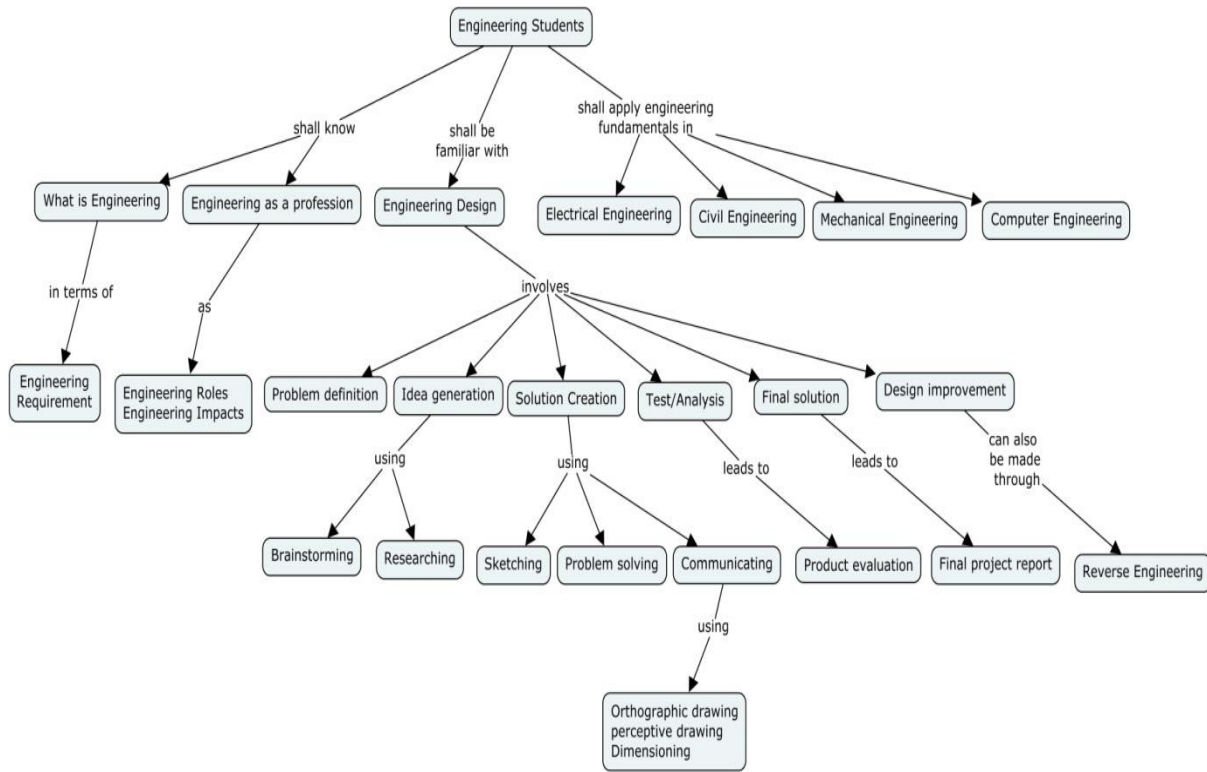 Engineering Students
shall know
shall be
familiar with
shall apply engineering
fundamentals in
What is Engineering
Engineering as a profession
Engineering Design
Electrical Engineering
Civil Engineering
Mechanical Engineering
Computer Engineering
in terms of
as
involves
Engineering
Requirement
Engineering Roles
Engineering Impacts
Problem definition
Idea generation
Solution Creation
Test/Analysis
Final solution
Design improvement
using
using
leads to
leads to
can also
be made
through
Brainstorming
Researching
Sketching
Problem solving
Communicating
Product evaluation
Final project report
Reverse Engineering
using
Orthographic drawing
perceptive drawing
Dimensioning